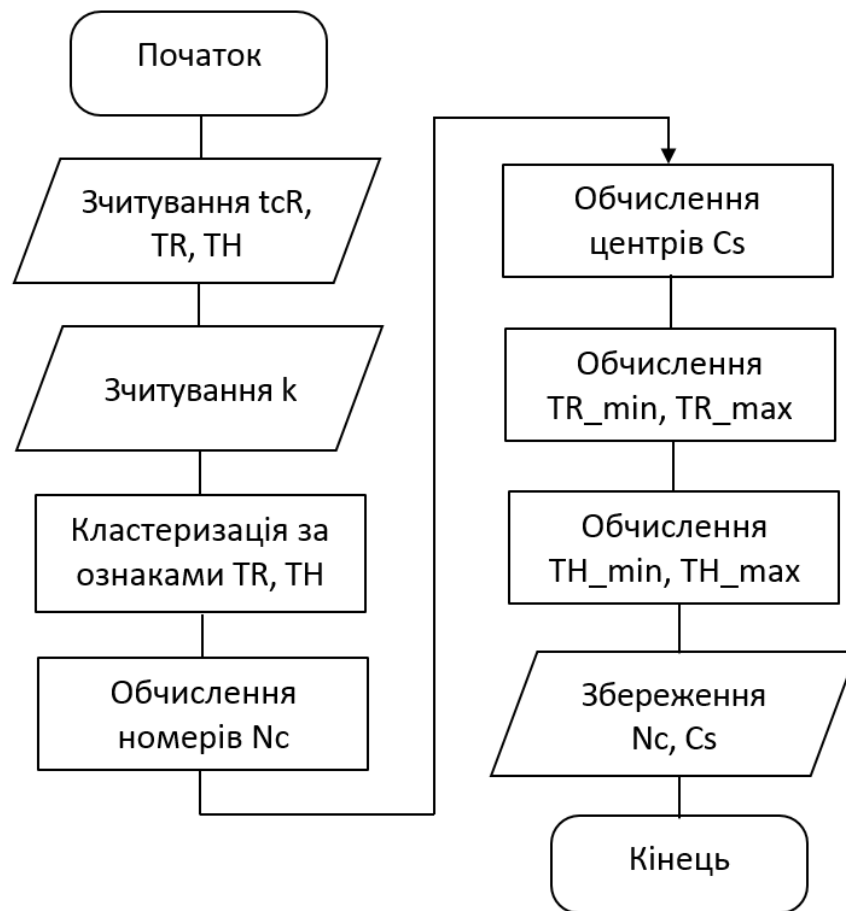 Початок
Зчитування tcR,
TR, TH
Зчитування k
Кластеризація за
ознаками TR, TH
Обчислення
номерів Nc
Обчислення
центрів Cs
Обчислення
TR_min, TR_max
Обчислення
TH_min, TH_max
Збереження
Nc, Cs
Кінець